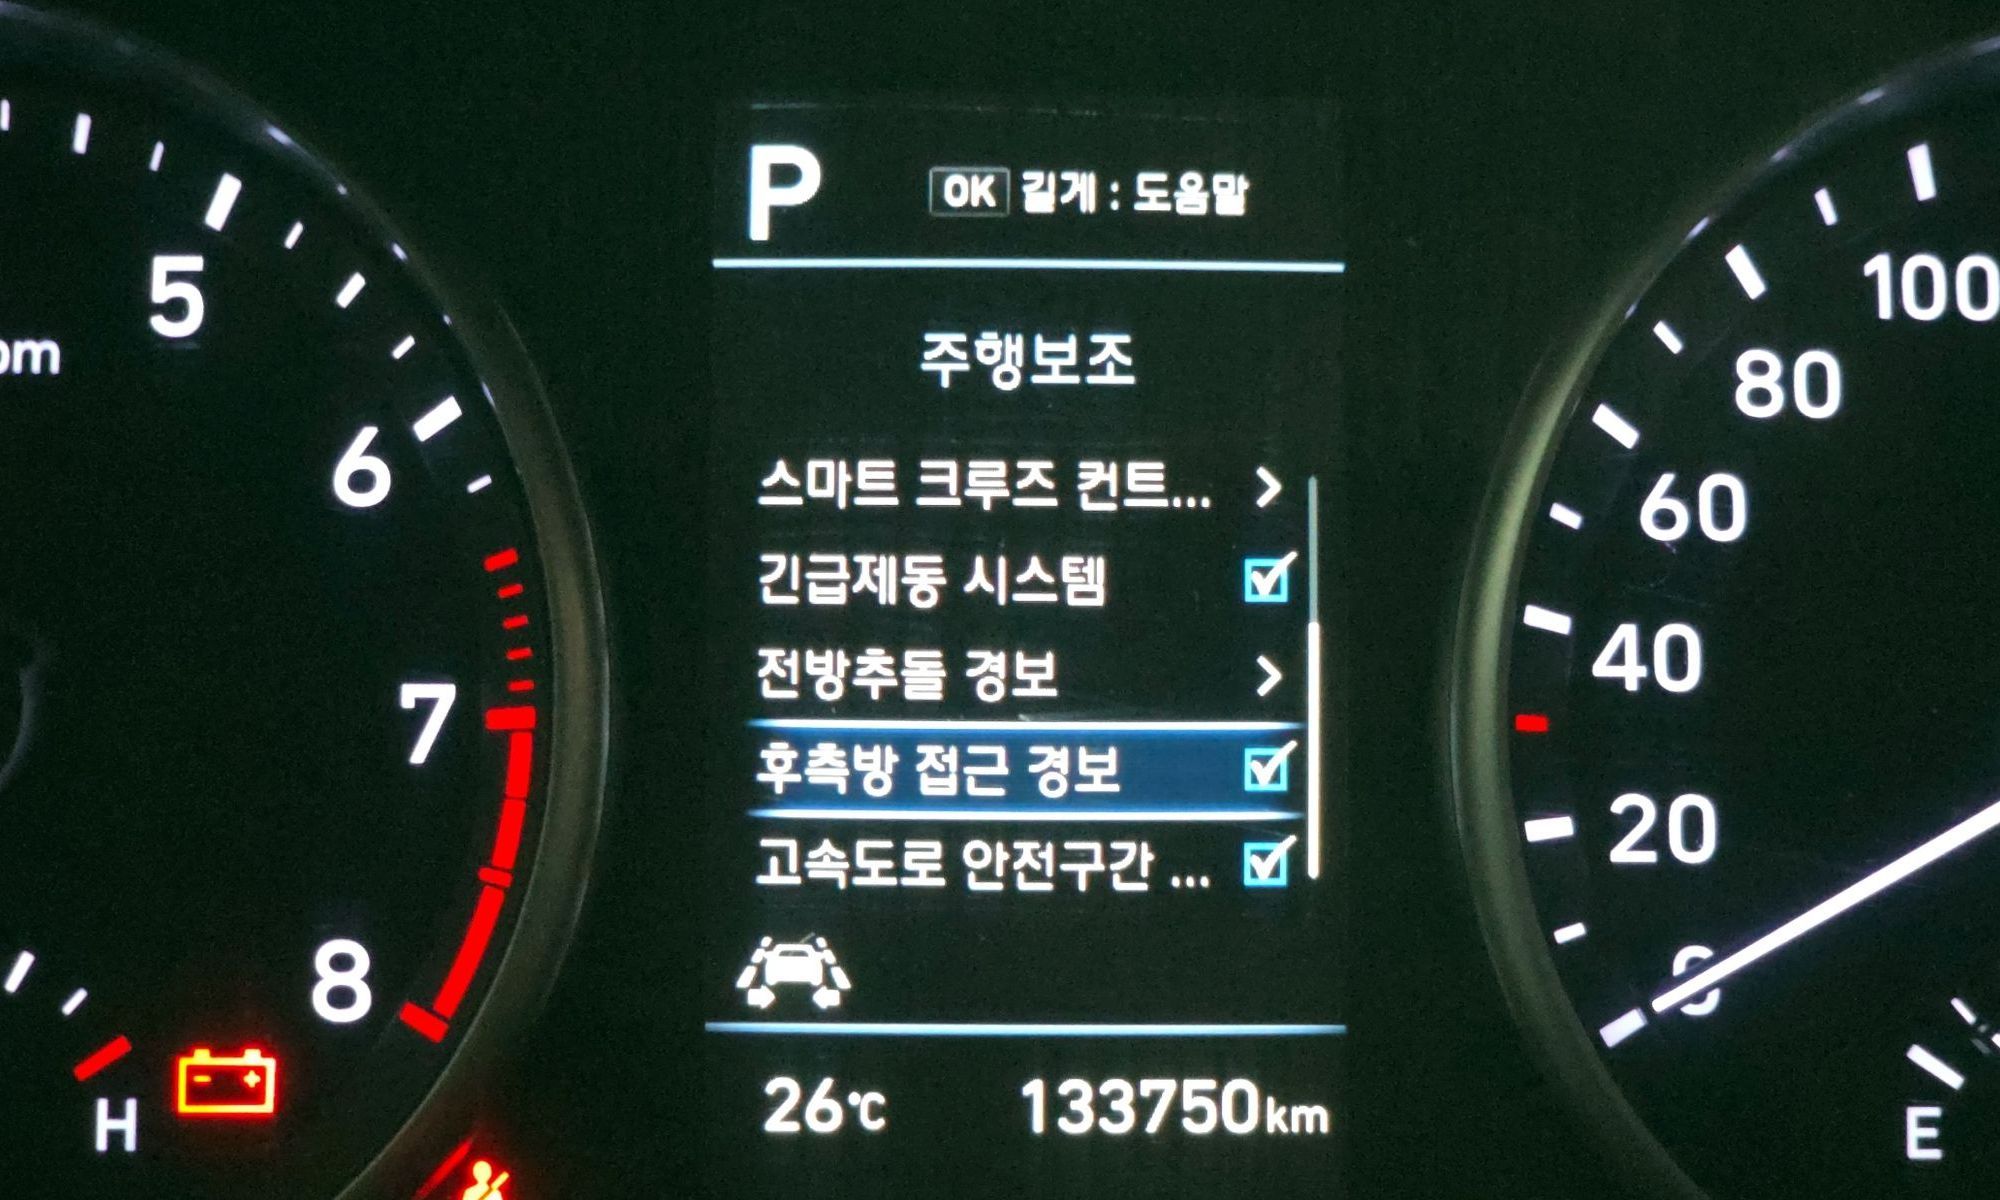 P
OK 길게 : 도움말
주행보조
스마트 크루즈 컨트...
긴급제동 시스템
전방추돌 경보
후측방 접근 경보
고속도로 안전구간 ...
26℃ 133750km
5
6
7
8
H
100
80
60
40
20
0
E